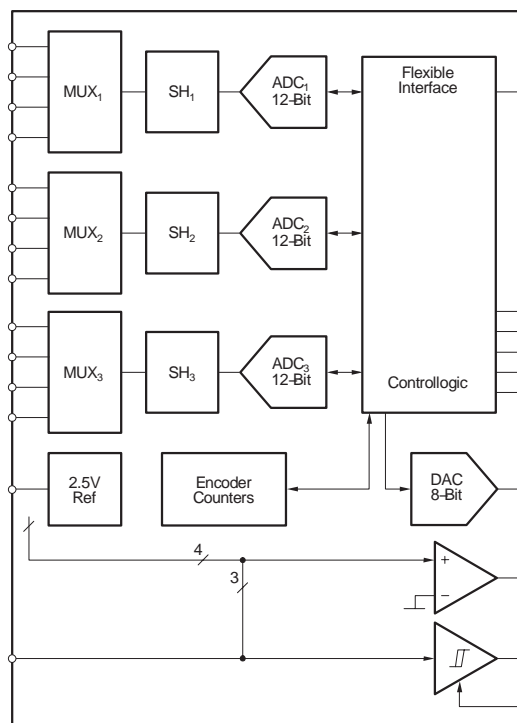 MUX₁
SH₁
ADC₁
12-Bit
Flexible
Interface
MUX₂
SH₂
ADC₂
12-Bit
MUX₃
SH₃
ADC₃
12-Bit
Controllogic
2.5V
Ref
Encoder
Counters
DAC
8-Bit
4
+
3
−